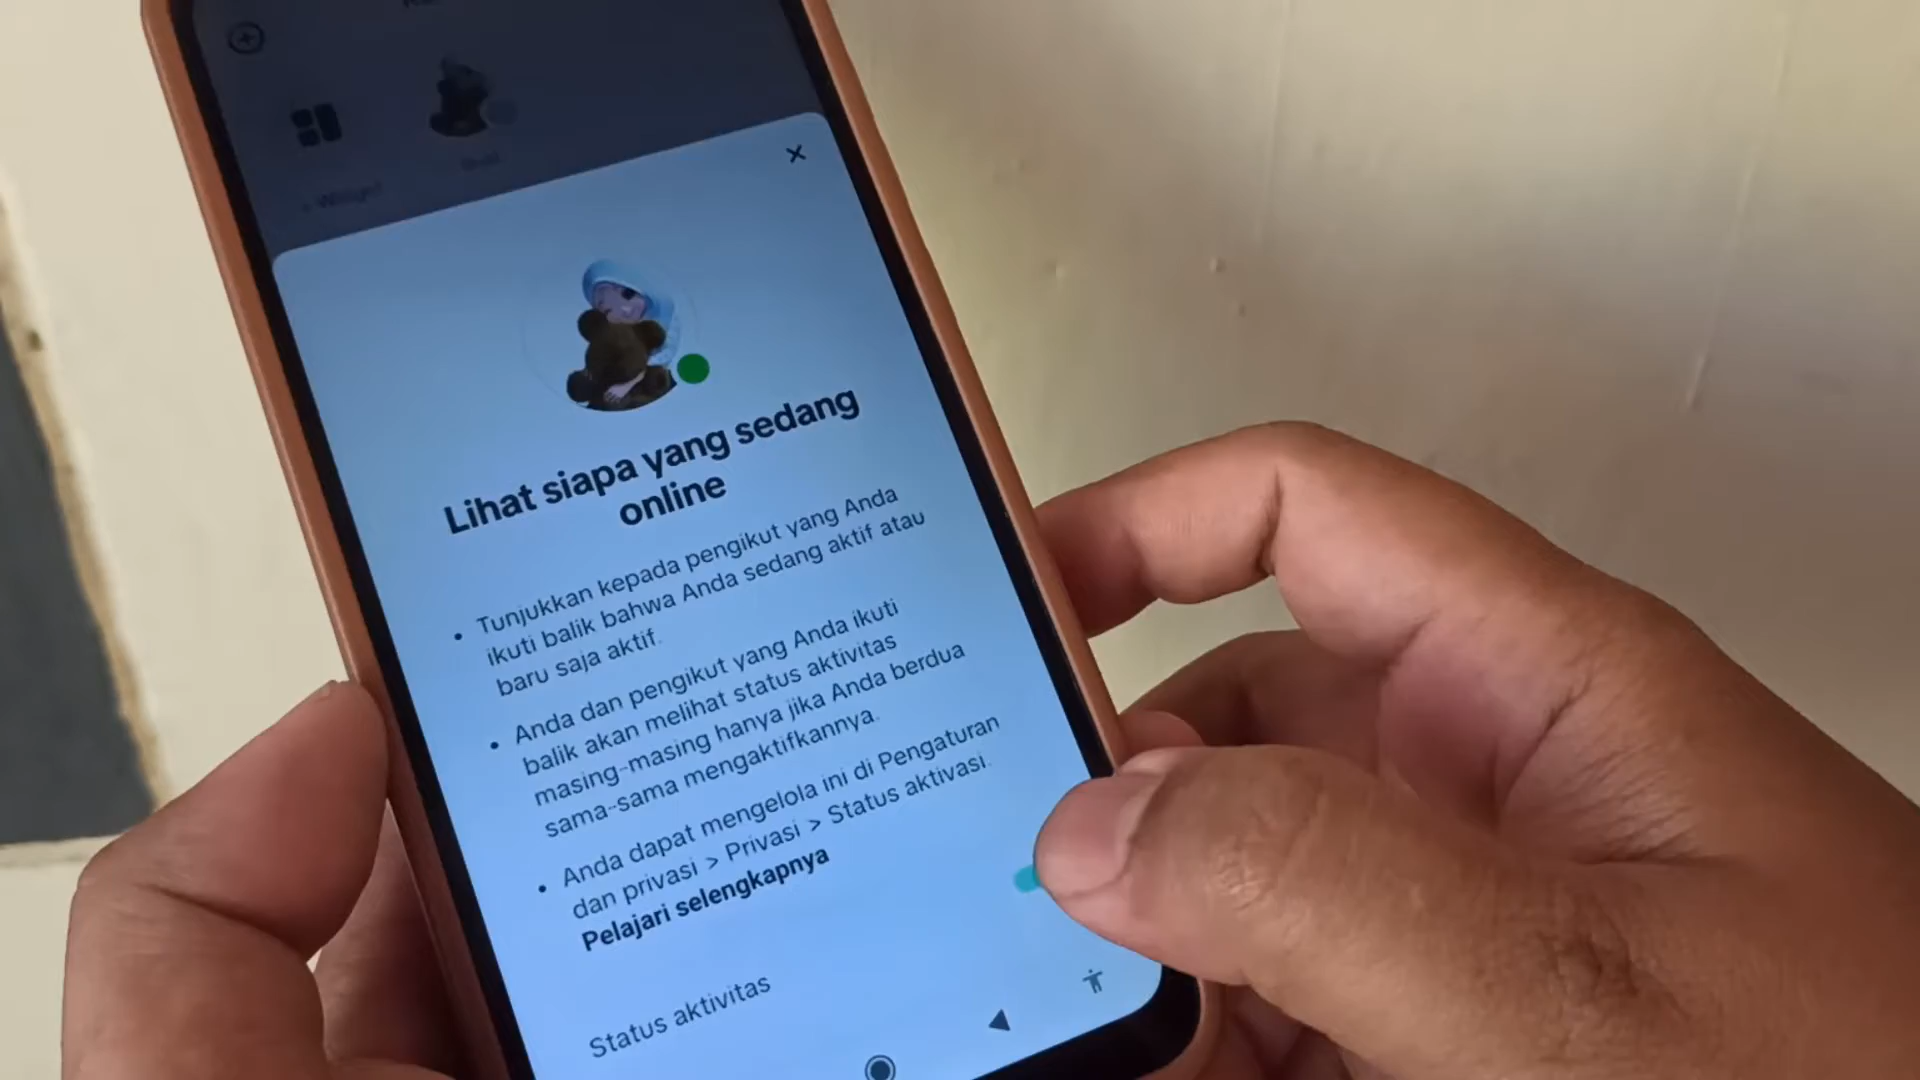 Lihat siapa yang sedang
online
Tunjukkan kepada pengikut yang Anda
ikuti balik bahwa Anda sedang aktif atau
baru saja aktif.
Anda dan pengikut yang Anda ikuti
balik akan melihat status aktivitas
masing-masing hanya jika Anda berdua
sama-sama mengaktifkannya.
Anda dapat mengelola ini di Pengaturan
dan privasi > Privasi > Status aktivasi.
Pelajari selengkapnya
Status aktivitas